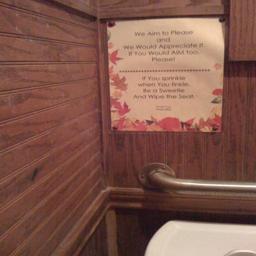 We Aim to Please
and
We Would Appreciate it
If You Would AIM too.
Please!
If You sprinkle
when You tinkle,
Be a Sweetie
And Wipe the Seat.